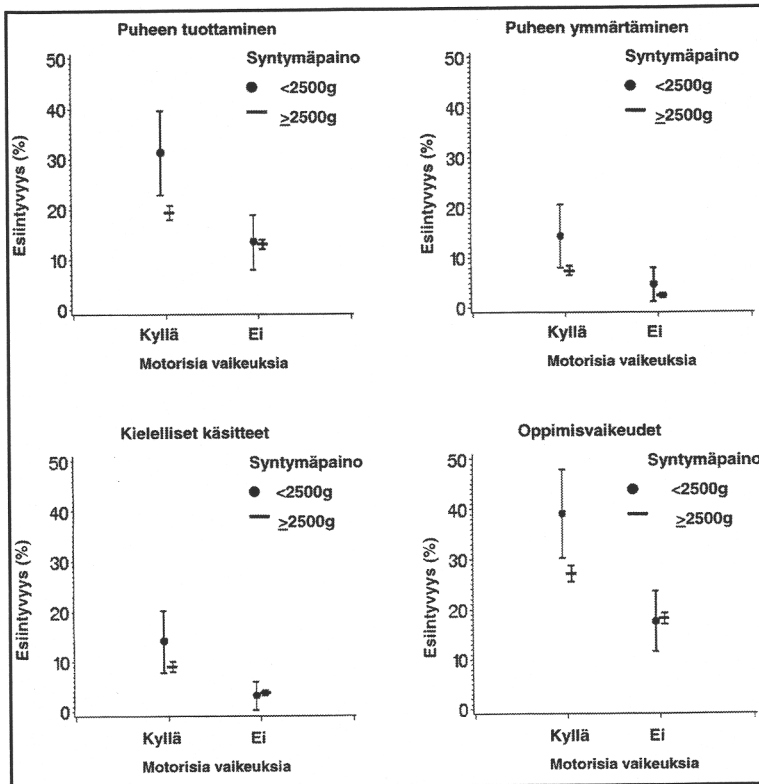 Puheen tuottaminen
Syntymäpaino
<2500g
≥2500g
Esiintyvyys (%)
50
40
30
20
10
0
Kyllä Ei
Motorisia vaikeuksia
Puheen ymmärtäminen
Syntymäpaino
<2500g
≥2500g
Esiintyvyys (%)
50
40
30
20
10
0
Kyllä Ei
Motorisia vaikeuksia
Kielelliset käsitteet
Syntymäpaino
<2500g
≥2500g
Esiintyvyys (%)
50
40
30
20
10
0
Kyllä Ei
Motorisia vaikeuksia
Oppimisvaikeudet
Syntymäpaino
<2500g
≥2500g
Esiintyvyys (%)
50
40
30
20
10
0
Kyllä Ei
Motorisia vaikeuksia